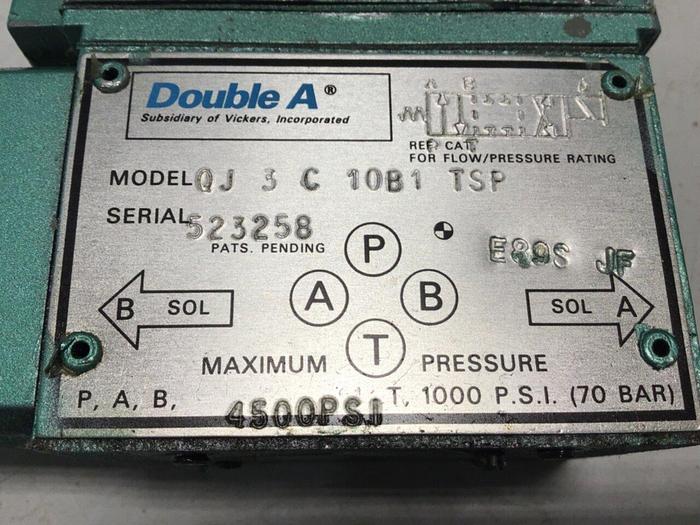 Double A®
Subsidiary of Vickers, Incorporated
A B
P T
REF CAT.
FOR FLOW/PRESSURE RATING
MODEL QJ 3 C 10B1 TSP
SERIAL 523258
PATS. PENDING
E89S JF
P
A B
T
B SOL
SOL A
MAXIMUM PRESSURE
P, A, B, 4500PSI T, 1000 P.S.I. (70 BAR)